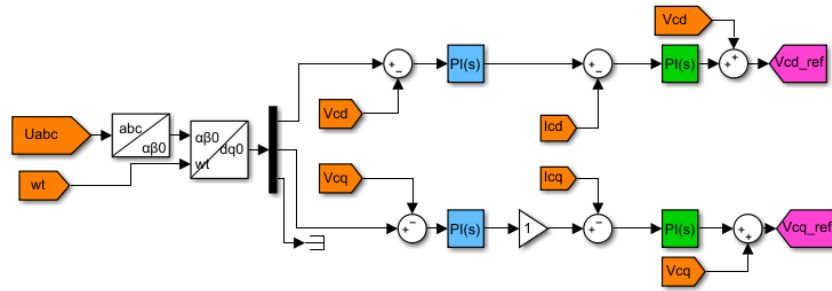 Vcd
+
-
PI(s)
+
-
PI(s)
+
+
Vcd_ref
Vcd
Icd
Uabc
abc
αβ0
αβ0
wt
dq0
wt
Vcq
Icq
-
+
PI(s)
1
-
+
PI(s)
+
+
Vcq_ref
Vcq